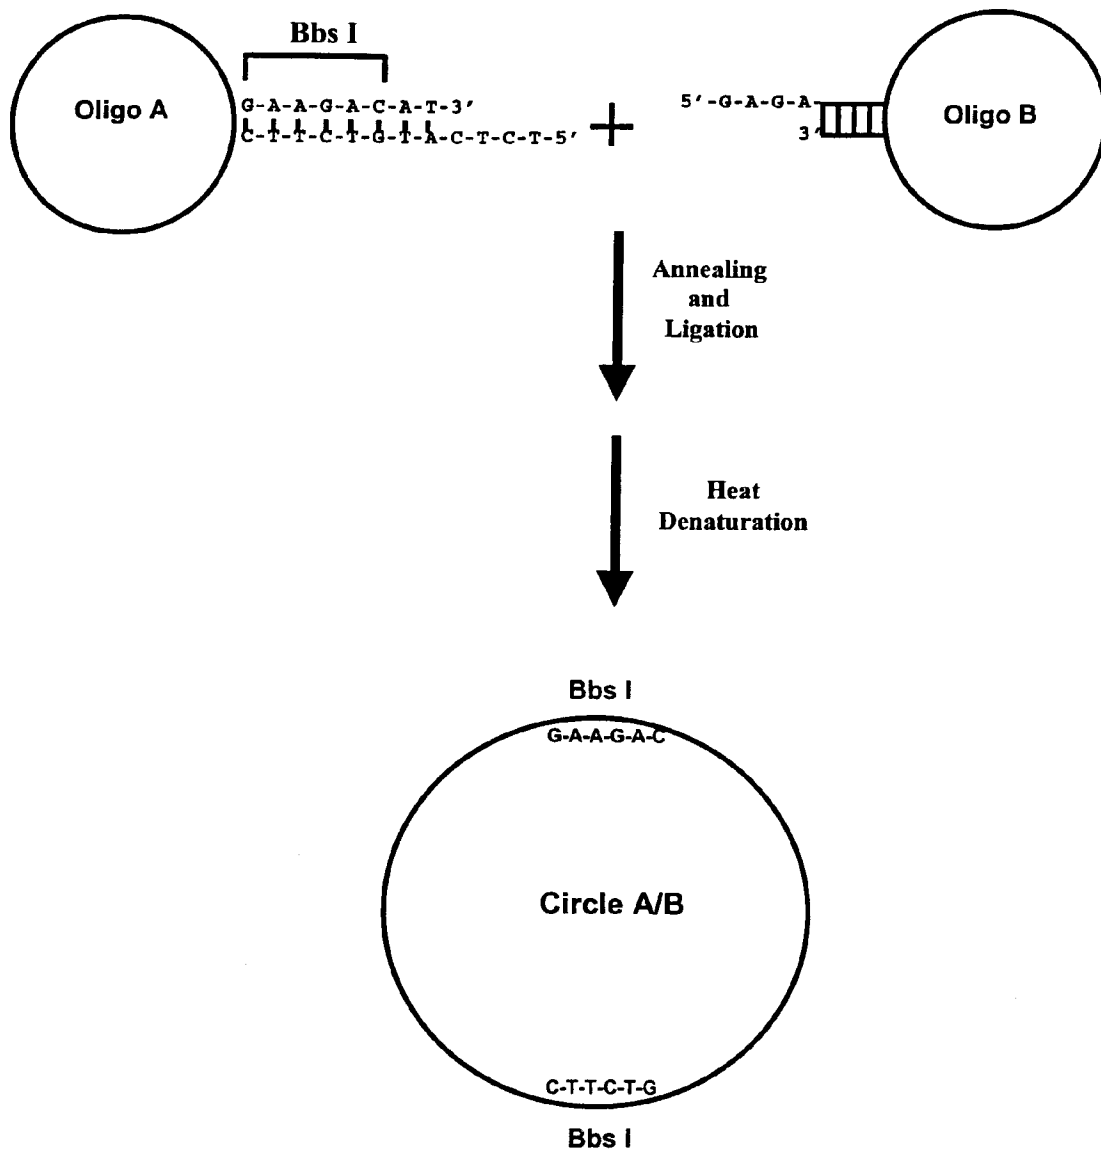 Bbs I
Oligo A
G-A-A-G-A-C-A-T-3'
C-T-T-C-T-G-T-A-C-T-C-T-5'
+
5'-G-A-G-A-
3'
Oligo B
Annealing
and
Ligation
Heat
Denaturation
Bbs I
G-A-A-G-A-C
Circle A/B
C-T-T-C-T-G
Bbs I